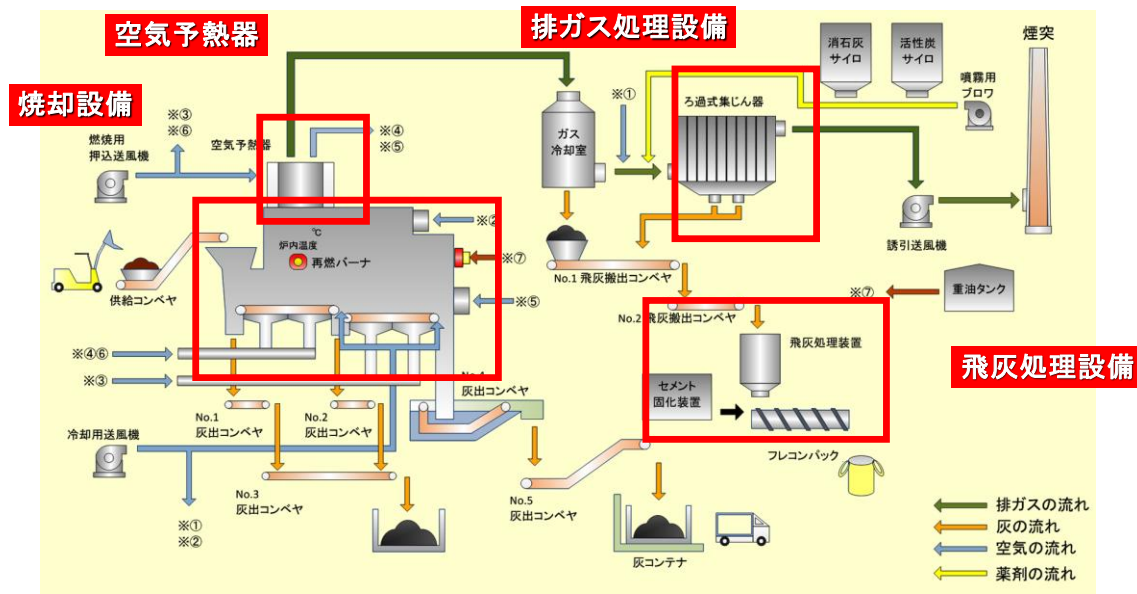 空気予熱器
排ガス処理設備
焼却設備
飛灰処理設備
消石灰
サイロ
活性炭
サイロ
煙突
噴霧用
ブロワ
※①
ろ過式集じん器
※③
※⑥
燃焼用
押込送風機
空気予熱器
※④
※⑤
ガス
冷却室
℃
炉内温度
再燃バーナ
※②
※⑦
※⑤
誘引送風機
供給コンベヤ
No.1 飛灰搬出コンベヤ
※⑦
重油タンク
No.2 飛灰搬出コンベヤ
飛灰処理装置
※④⑥
※③
No.4
灰出コンベヤ
セメント
固化装置
No.1
灰出コンベヤ
No.2
灰出コンベヤ
冷却用送風機
フレコンパック
No.3
灰出コンベヤ
No.5
灰出コンベヤ
※①
※②
灰コンテナ
排ガスの流れ
灰の流れ
空気の流れ
薬剤の流れ